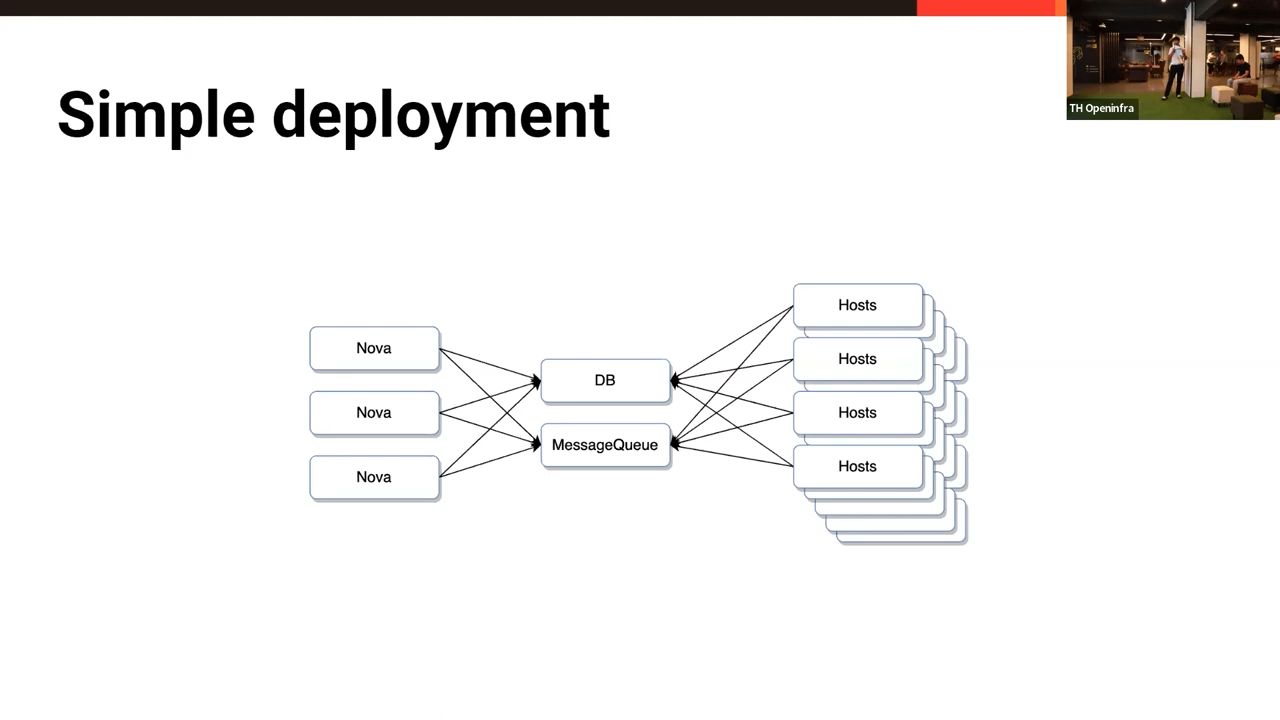 TH Openinfra
Simple deployment
Nova
Nova
Nova
DB
MessageQueue
Hosts
Hosts
Hosts
Hosts